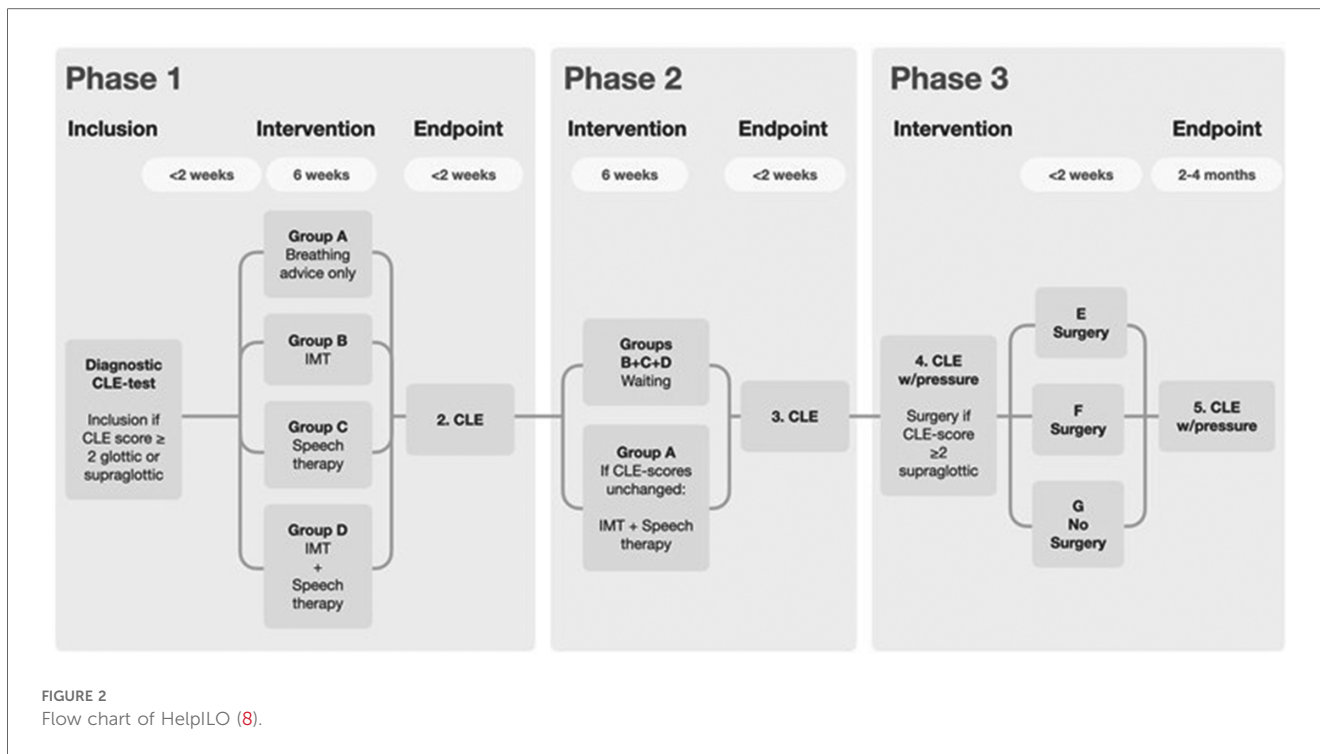 Phase 1
Inclusion
Intervention
Endpoint
<2 weeks
6 weeks
<2 weeks
Diagnostic
CLE-test
Inclusion if
CLE score ≥
2 glottic or
supraglottic
Group A
Breathing
advice only
Group B
IMT
Group C
Speech
therapy
Group D
IMT
+
Speech
therapy
2. CLE
Phase 2
Intervention
Endpoint
6 weeks
<2 weeks
Groups
B+C+D
Waiting
Group A
If CLE-scores
unchanged:
IMT + Speech
therapy
3. CLE
Phase 3
Intervention
Endpoint
<2 weeks
2-4 months
4. CLE
w/pressure
Surgery if
CLE-score
≥2
supraglottic
E
Surgery
F
Surgery
G
No
Surgery
5. CLE
w/pressure
FIGURE 2
Flow chart of HelpILO (8).